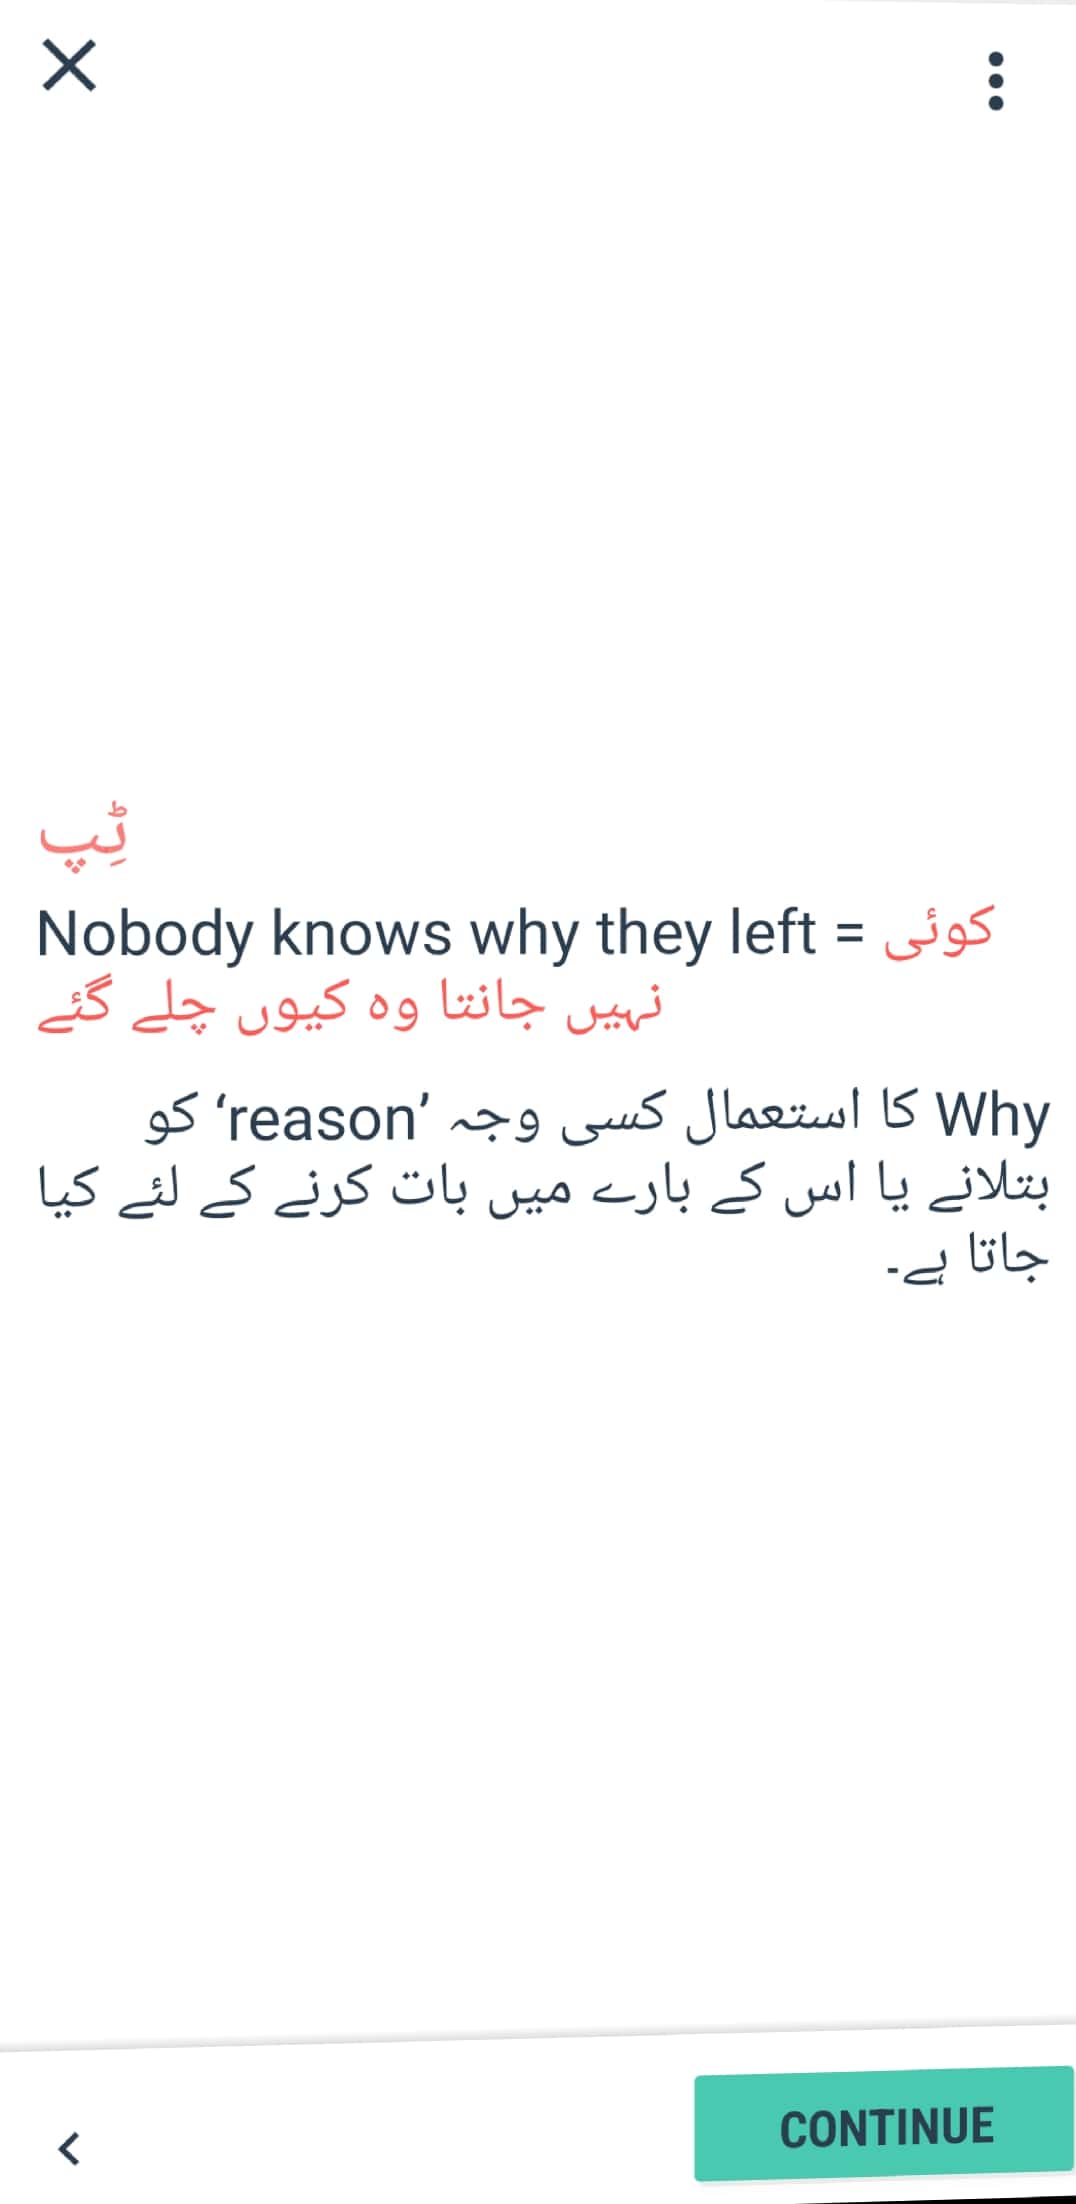 ٹِپ
Nobody knows why they left = کوئی
نہیں جانتا وہ کیوں چلے گئے
Why کا استعمال کسی وجہ ’reason‘ کو
بتلانے یا اس کے بارے میں بات کرنے کے لئے کیا
جاتا ہے۔
CONTINUE